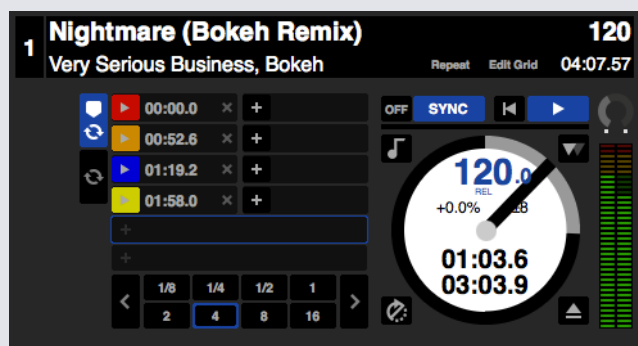 1
Nightmare (Bokeh Remix) 120
Very Serious Business, Bokeh Repeat Edit Grid 04:07.57
00:00.0 × +
OFF SYNC
00:52.6 × +
01:19.2 × +
01:58.0 × +
+
+
120.0
REL
+0.0%
01:03.6
03:03.9
1/8 1/4 1/2 1
2 4 8 16